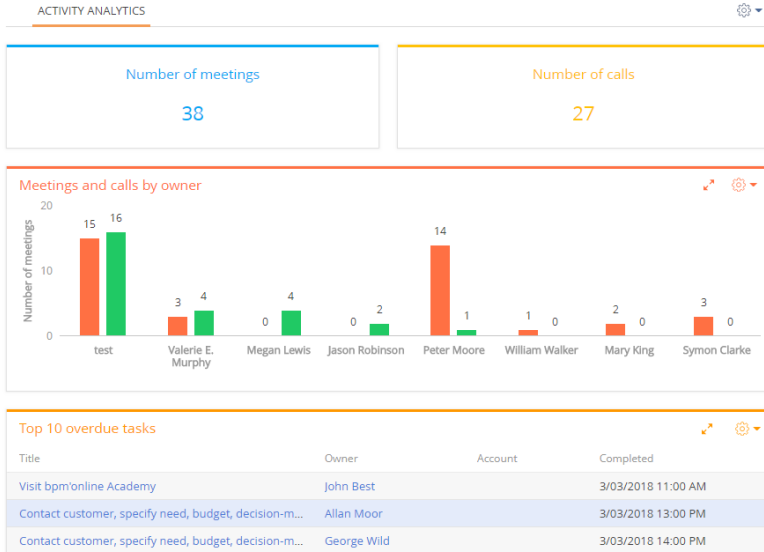 ACTIVITY ANALYTICS
Number of meetings
Number of calls
38
27
Meetings and calls by owner
Number of meetings
20
10
0
15 16
3 4
0 4
0 2
14 1
1 0
2 0
3 0
test
Valerie E. Murphy
Megan Lewis
Jason Robinson
Peter Moore
William Walker
Mary King
Symon Clarke
Top 10 overdue tasks
Title Owner Account Completed
Visit bpm'online Academy John Best 3/03/2018 11:00 AM
Contact customer, specify need, budget, decision-m... Allan Moor 3/03/2018 13:00 PM
Contact customer, specify need, budget, decision-m... George Wild 3/03/2018 14:00 PM